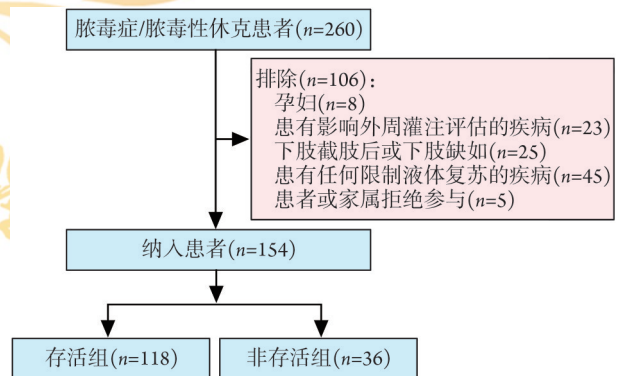 脓毒症/脓毒性休克患者(n=260)
排除(n=106)：
孕妇(n=8)
患有影响外周灌注评估的疾病(n=23)
下肢截肢后或下肢缺如(n=25)
患有任何限制液体复苏的疾病(n=45)
患者或家属拒绝参与(n=5)
纳入患者(n=154)
存活组(n=118)
非存活组(n=36)